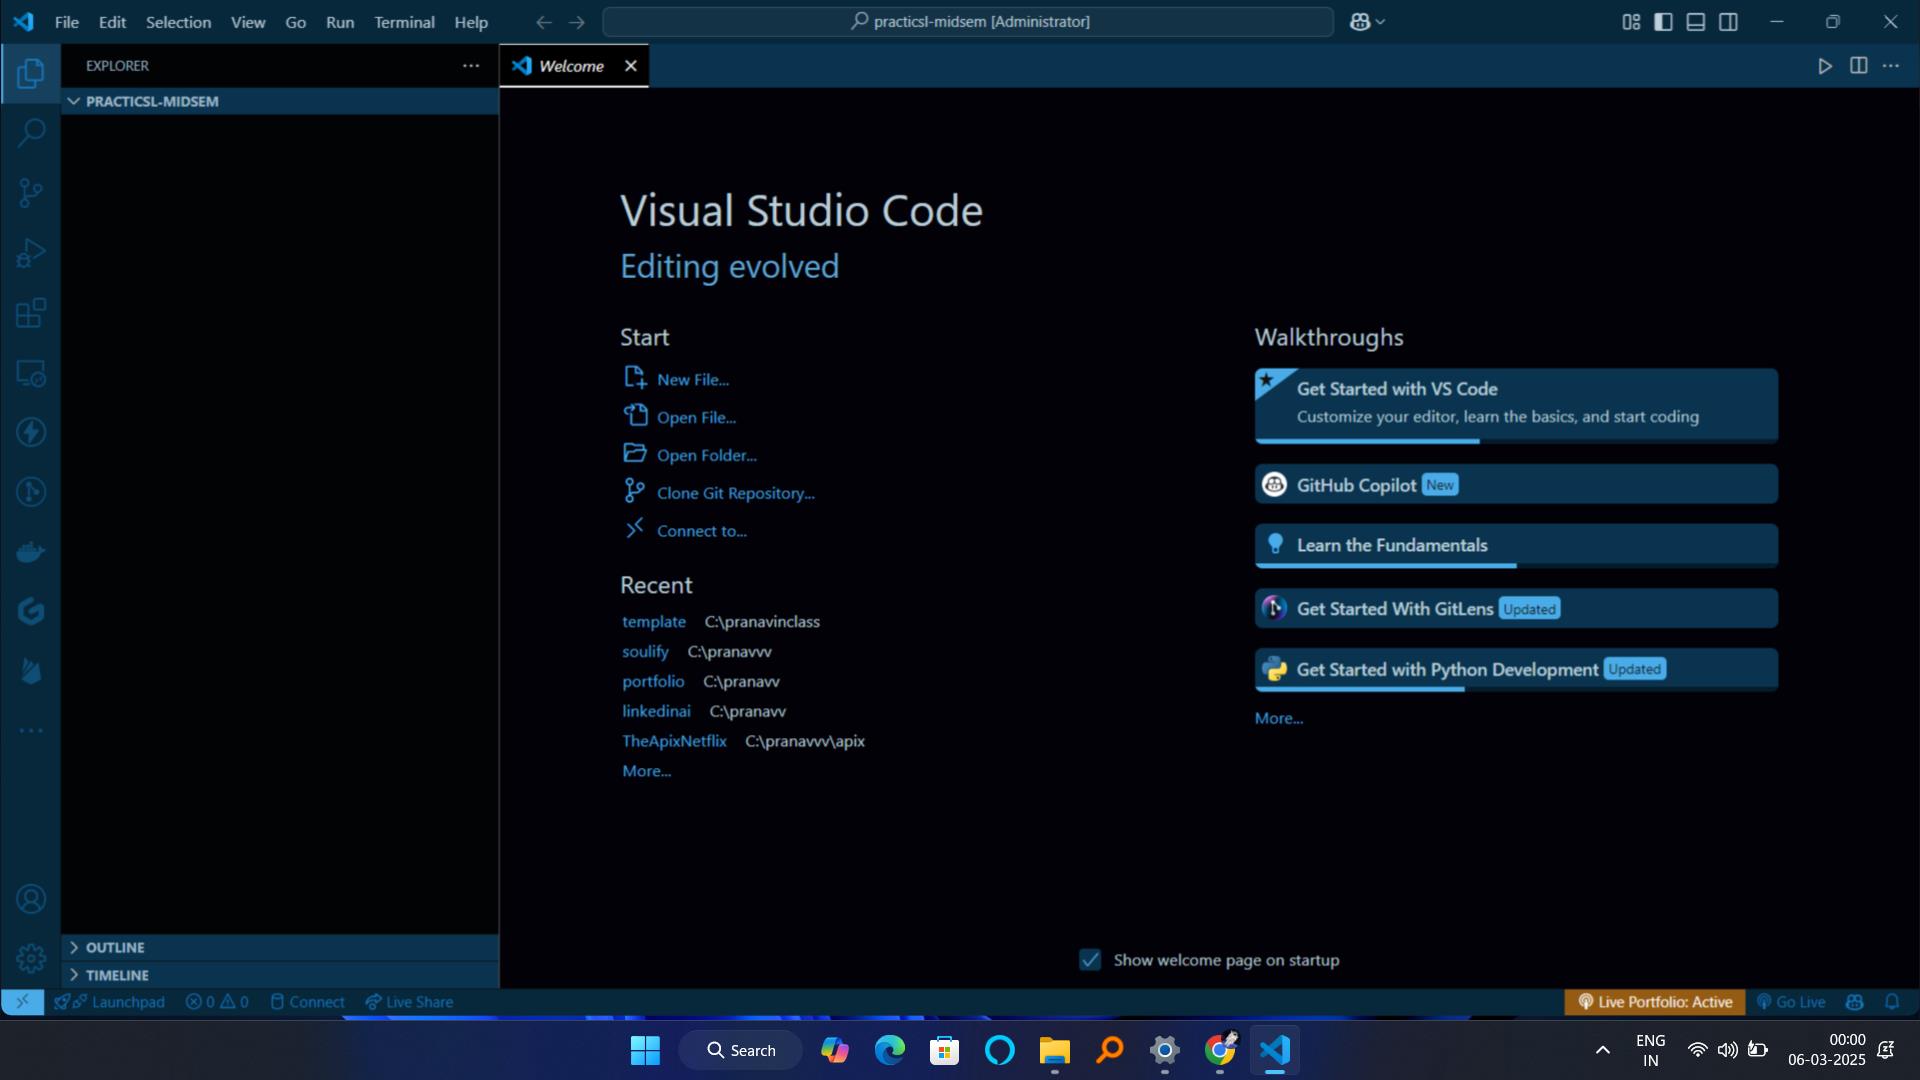 File Edit Selection View Go Run Terminal Help
practicsl-midsem [Administrator]
EXPLORER
Welcome
PRACTICSL-MIDSEM
Visual Studio Code
Editing evolved
Start
New File...
Open File...
Open Folder...
Clone Git Repository...
Connect to...
Recent
template C:\pranavinclass
soulify C:\pranavvv
portfolio C:\pranavv
linkedinai C:\pranavv
TheApixNetflix C:\pranavvv\apix
More...
Walkthroughs
Get Started with VS Code
Customize your editor, learn the basics, and start coding
GitHub Copilot New
Learn the Fundamentals
Get Started With GitLens Updated
Get Started with Python Development Updated
More...
Show welcome page on startup
OUTLINE
TIMELINE
Launchpad 0 0 Connect Live Share
Live Portfolio: Active Go Live
Search
ENG
IN
00:00
06-03-2025